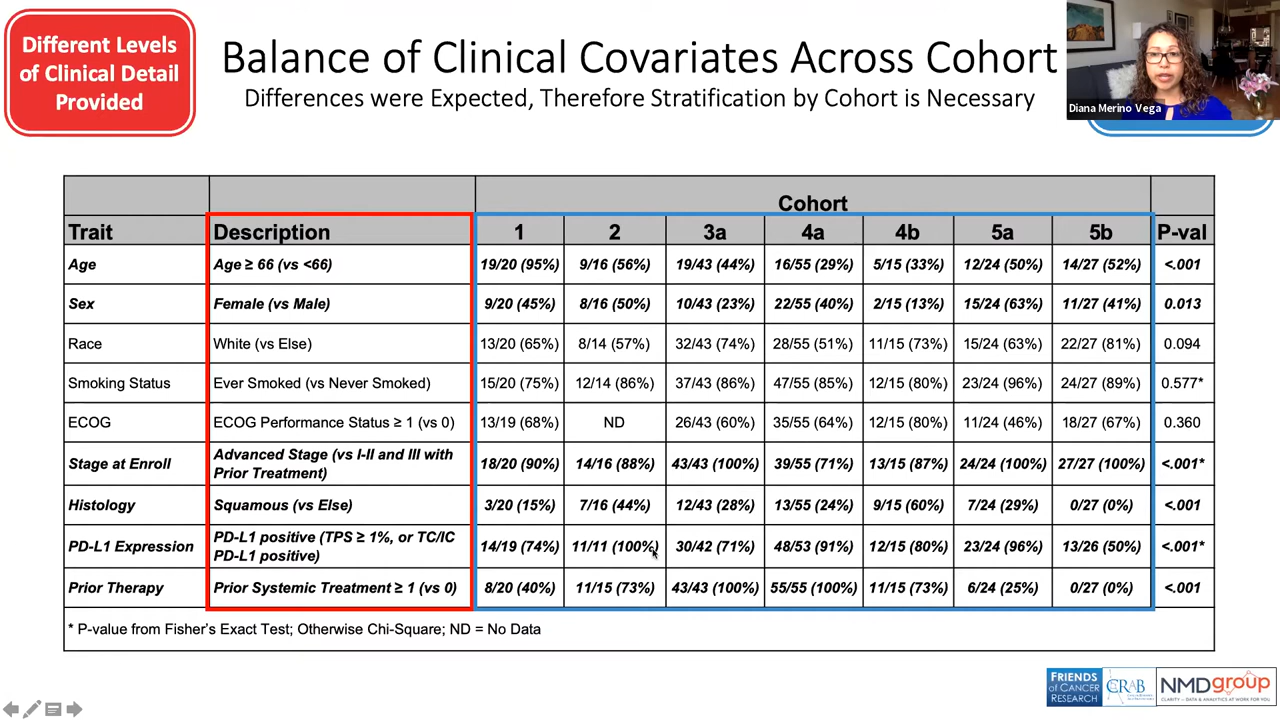 Different Levels
of Clinical Detail
Provided
Balance of Clinical Covariates Across Cohort
Differences were Expected, Therefore Stratification by Cohort is Necessary
Diana Merino Vega
Cohort
Trait Description 1 2 3a 4a 4b 5a 5b P-val
Age Age ≥ 66 (vs <66) 19/20 (95%) 9/16 (56%) 19/43 (44%) 16/55 (29%) 5/15 (33%) 12/24 (50%) 14/27 (52%) <.001
Sex Female (vs Male) 9/20 (45%) 8/16 (50%) 10/43 (23%) 22/55 (40%) 2/15 (13%) 15/24 (63%) 11/27 (41%) 0.013
Race White (vs Else) 13/20 (65%) 8/14 (57%) 32/43 (74%) 28/55 (51%) 11/15 (73%) 15/24 (63%) 22/27 (81%) 0.094
Smoking Status Ever Smoked (vs Never Smoked) 15/20 (75%) 12/14 (86%) 37/43 (86%) 47/55 (85%) 12/15 (80%) 23/24 (96%) 24/27 (89%) 0.577*
ECOG ECOG Performance Status ≥ 1 (vs 0) 13/19 (68%) ND 26/43 (60%) 35/55 (64%) 12/15 (80%) 11/24 (46%) 18/27 (67%) 0.360
Stage at Enroll Advanced Stage (vs I-II and III with
Prior Treatment) 18/20 (90%) 14/16 (88%) 43/43 (100%) 39/55 (71%) 13/15 (87%) 24/24 (100%) 27/27 (100%) <.001*
Histology Squamous (vs Else) 3/20 (15%) 7/16 (44%) 12/43 (28%) 13/55 (24%) 9/15 (60%) 7/24 (29%) 0/27 (0%) <.001
PD-L1 Expression PD-L1 positive (TPS ≥ 1%, or TC/IC
PD-L1 positive) 14/19 (74%) 11/11 (100%) 30/42 (71%) 48/53 (91%) 12/15 (80%) 23/24 (96%) 13/26 (50%) <.001*
Prior Therapy Prior Systemic Treatment ≥ 1 (vs 0) 8/20 (40%) 11/15 (73%) 43/43 (100%) 55/55 (100%) 11/15 (73%) 6/24 (25%) 0/27 (0%) <.001
* P-value from Fisher's Exact Test; Otherwise Chi-Square; ND = No Data
FRIENDS
of CANCER
RESEARCH
CRAB
NMDgroup
CLARITY – DATA & ANALYTICS AT WORK FOR YOU